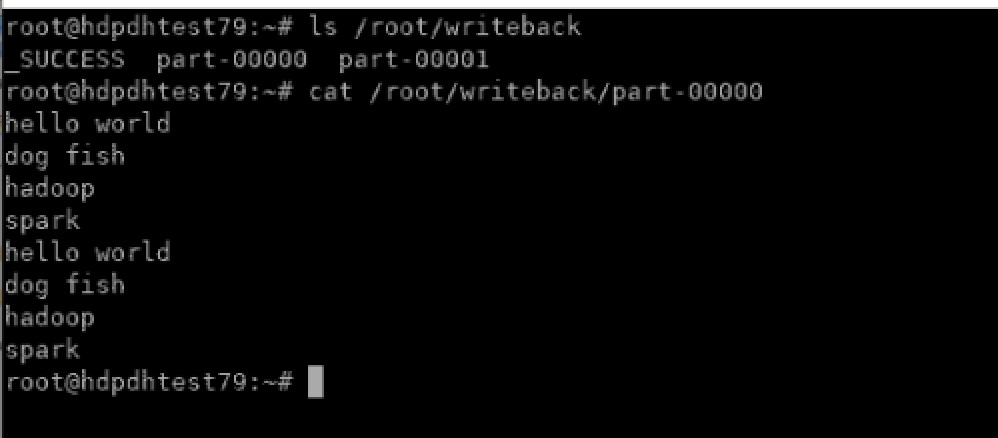 root@hdpdhtest79:~# ls /root/writeback
_SUCCESS  part-00000  part-00001
root@hdpdhtest79:~# cat /root/writeback/part-00000
hello world
dog fish
hadoop
spark
hello world
dog fish
hadoop
spark
root@hdpdhtest79:~#